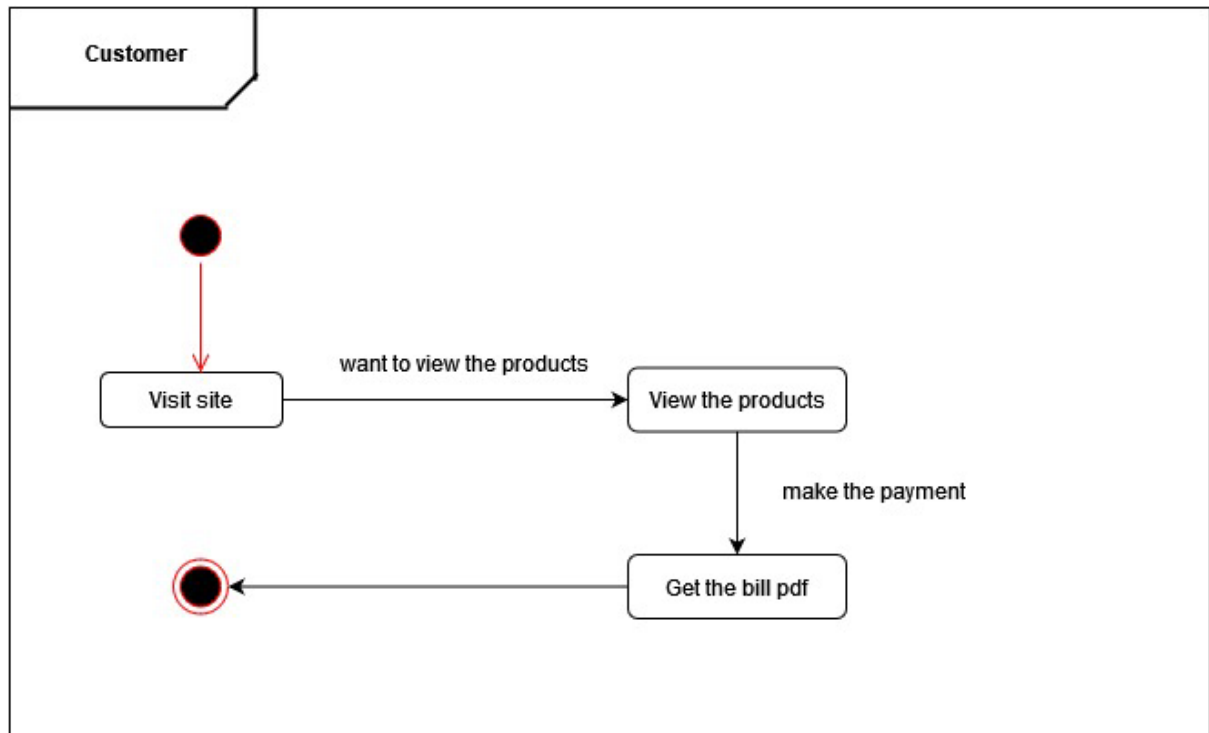 Customer
want to view the products
Visit site
View the products
make the payment
Get the bill pdf